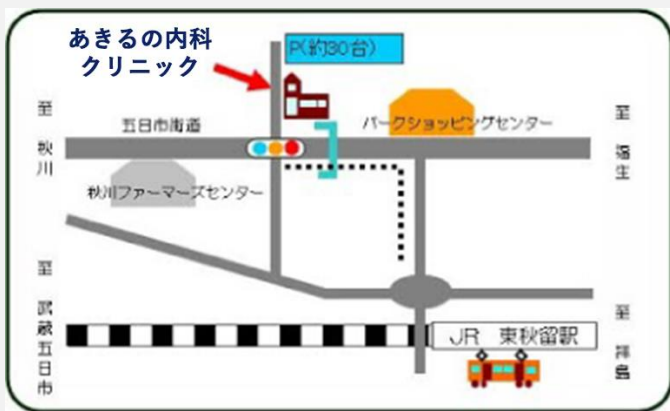 あきるの内科
クリニック
P(約30台)
至 秋川
五日市街道
パークショッピングセンター
至 福生
秋川ファーマーズセンター
至 武蔵五日市
JR 東秋留駅
至 拝島